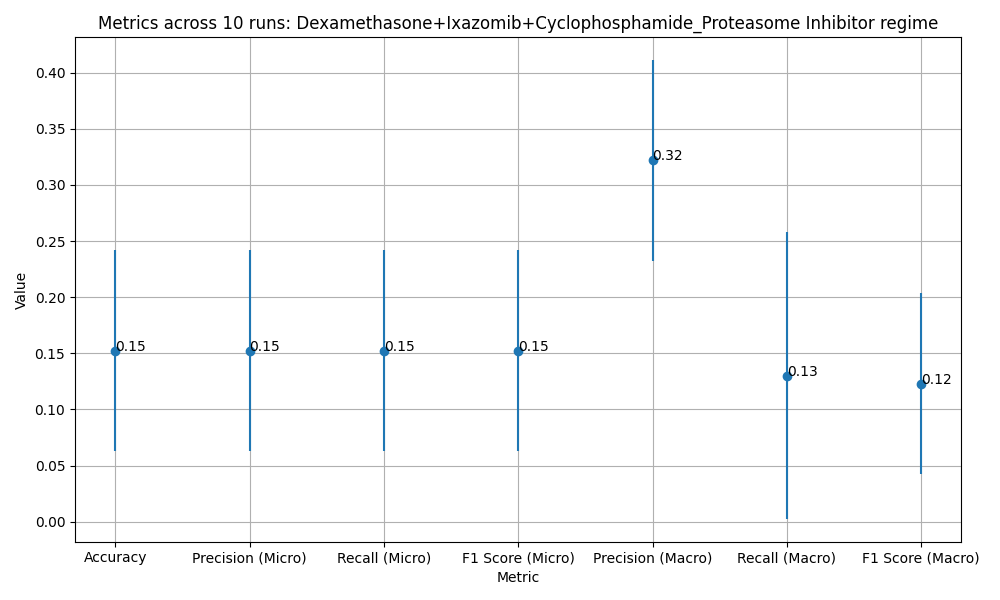 Metrics across 10 runs: Dexamethasone+Ixazomib+Cyclophosphamide_Proteasome Inhibitor regime
Value
0.40
0.35
0.30
0.25
0.20
0.15
0.10
0.05
0.00
0.15
0.15
0.15
0.15
0.32
0.13
0.12
Accuracy
Precision (Micro)
Recall (Micro)
F1 Score (Micro)
Precision (Macro)
Recall (Macro)
F1 Score (Macro)
Metric